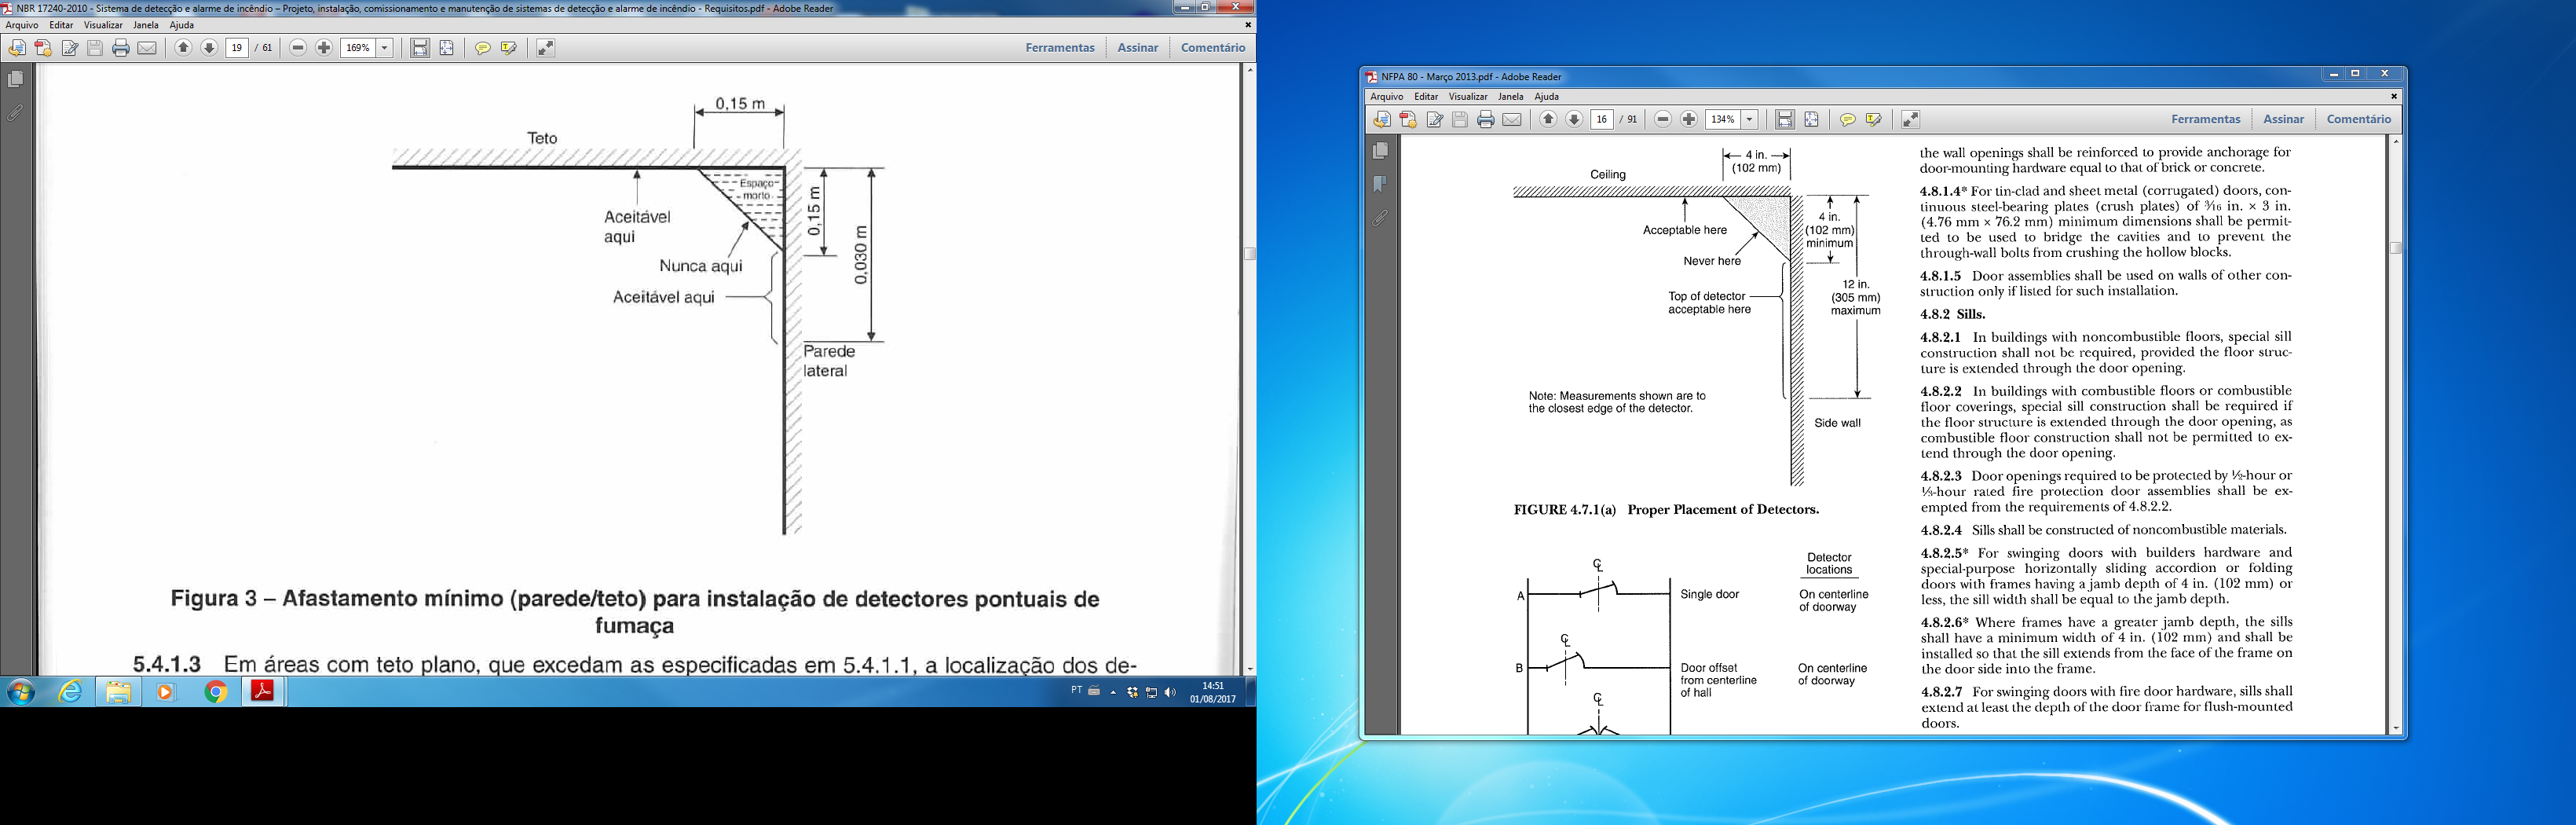 NBR 17240-2010 - Sistema de detecção e alarme de incêndio – Projeto, instalação, comissionamento e manutenção de sistemas de detecção e alarme de incêndio - Requisitos.pdf - Adobe Reader
Arquivo Editar Visualizar Janela Ajuda
19 / 61 169% Ferramentas Assinar Comentário
0,15 m
Teto
Espaço
morto
0,15 m
0,030 m
Aceitável
aqui
Nunca aqui
Aceitável aqui
Parede
lateral
Figura 3 – Afastamento mínimo (parede/teto) para instalação de detectores pontuais de
fumaça
5.4.1.3 Em áreas com teto plano, que excedam as especificadas em 5.4.1.1, a localização dos de-
PT
14:51
01/08/2017
NFPA 80 - Março 2013.pdf - Adobe Reader
Arquivo Editar Visualizar Janela Ajuda
16 / 91 134% Ferramentas Assinar Comentário
4 in.
(102 mm)
Ceiling
Acceptable here
Never here
4 in.
(102 mm)
minimum
12 in.
(305 mm)
maximum
Top of detector
acceptable here
Note: Measurements shown are to
the closest edge of the detector.
Side wall
FIGURE 4.7.1(a) Proper Placement of Detectors.
Detector
locations
A
Single door
On centerline
of doorway
B
Door offset
from centerline
of hall
On centerline
of doorway
the wall openings shall be reinforced to provide anchorage for
door-mounting hardware equal to that of brick or concrete.
4.8.1.4* For tin-clad and sheet metal (corrugated) doors, con-
tinuous steel-bearing plates (crush plates) of 3⁄16 in. × 3 in.
(4.76 mm × 76.2 mm) minimum dimensions shall be permit-
ted to be used to bridge the cavities and to prevent the
through-wall bolts from crushing the hollow blocks.
4.8.1.5 Door assemblies shall be used on walls of other con-
struction only if listed for such installation.
4.8.2 Sills.
4.8.2.1 In buildings with noncombustible floors, special sill
construction shall not be required, provided the floor struc-
ture is extended through the door opening.
4.8.2.2 In buildings with combustible floors or combustible
floor coverings, special sill construction shall be required if
the floor structure is extended through the door opening, as
combustible floor construction shall not be permitted to ex-
tend through the door opening.
4.8.2.3 Door openings required to be protected by ½-hour or
⅓-hour rated fire protection door assemblies shall be ex-
empted from the requirements of 4.8.2.2.
4.8.2.4 Sills shall be constructed of noncombustible materials.
4.8.2.5* For swinging doors with builders hardware and
special-purpose horizontally sliding accordion or folding
doors with frames having a jamb depth of 4 in. (102 mm) or
less, the sill width shall be equal to the jamb depth.
4.8.2.6* Where frames have a greater jamb depth, the sills
shall have a minimum width of 4 in. (102 mm) and shall be
installed so that the sill extends from the face of the frame on
the door side into the frame.
4.8.2.7 For swinging doors with fire door hardware, sills shall
extend at least the depth of the door frame for flush-mounted
doors.